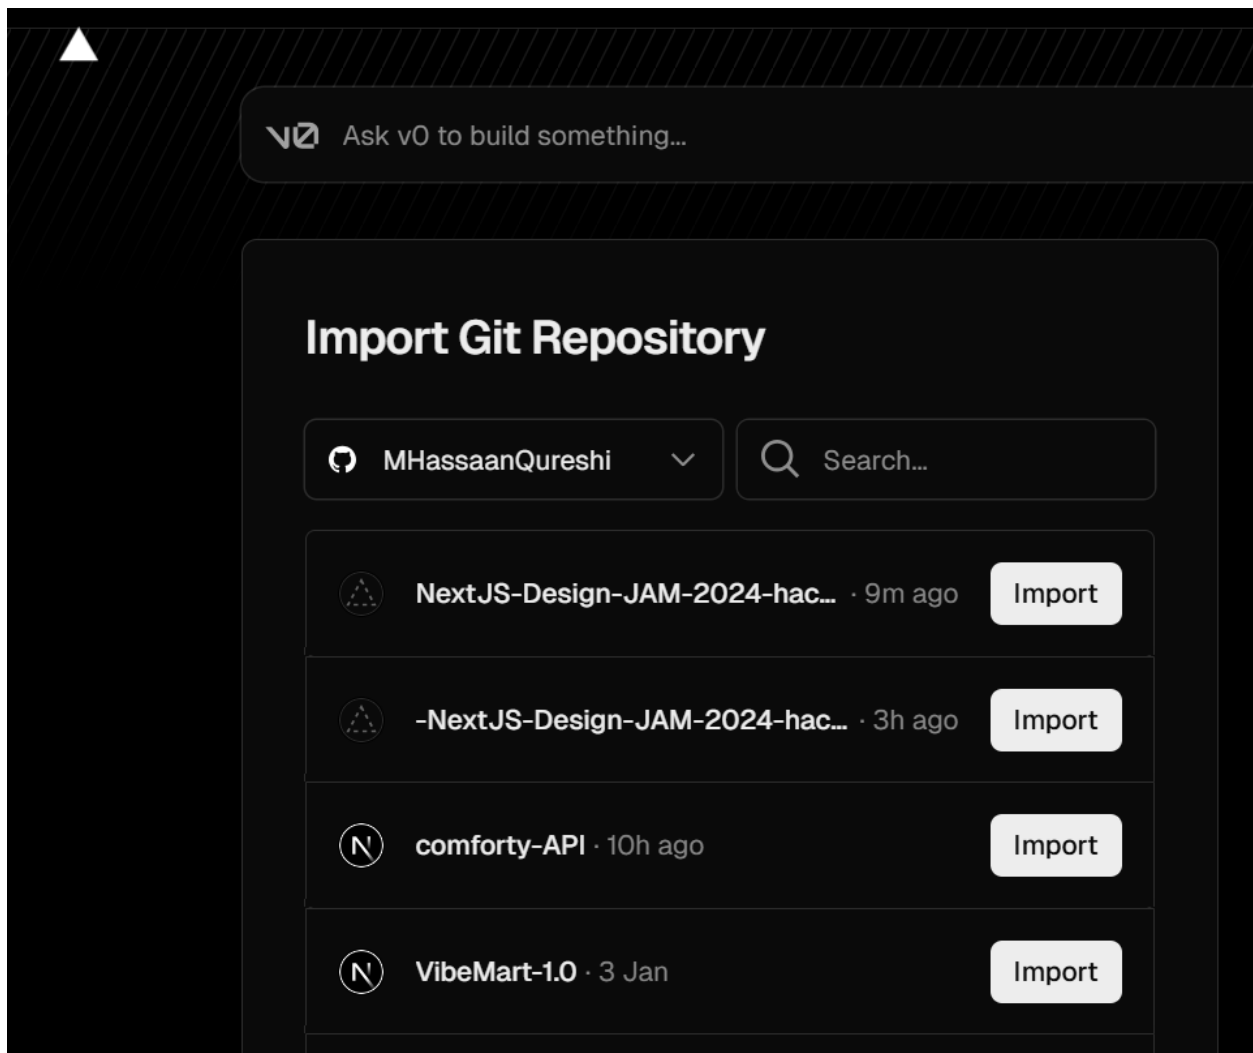 v0 Ask v0 to build something...
Import Git Repository
MHassaanQureshi
Search...
NextJS-Design-JAM-2024-hac... · 9m ago Import
-NextJS-Design-JAM-2024-hac... · 3h ago Import
comforty-API · 10h ago Import
VibeMart-1.0 · 3 Jan Import